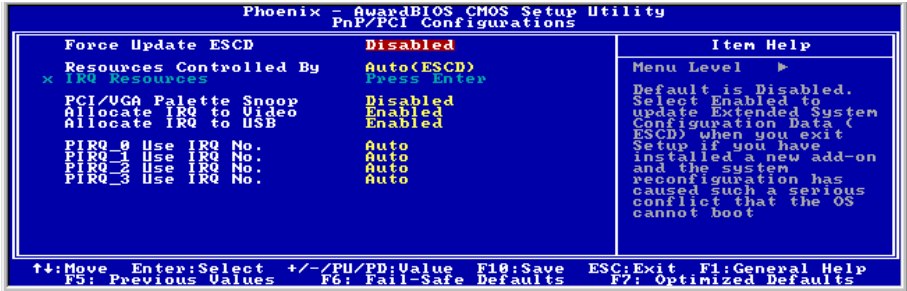 Phoenix - AwardBIOS CMOS Setup Utility
PnP/PCI Configurations
Force Update ESCD Disabled
Resources Controlled By Auto(ESCD)
x IRQ Resources Press Enter
PCI/VGA Palette Snoop Disabled
Allocate IRQ to Video Enabled
Allocate IRQ to USB Enabled
PIRQ_0 Use IRQ No. Auto
PIRQ_1 Use IRQ No. Auto
PIRQ_2 Use IRQ No. Auto
PIRQ_3 Use IRQ No. Auto
Item Help
Menu Level ►
Default is Disabled.
Select Enabled to
update Extended System
Configuration Data (
ESCD) when you exit
Setup if you have
installed a new add-on
and the system
reconfiguration has
caused such a serious
conflict that the OS
cannot boot
↑↓:Move Enter:Select +/-/PU/PD:Value F10:Save ESC:Exit F1:General Help
F5: Previous Values F6: Fail-Safe Defaults F7: Optimized Defaults